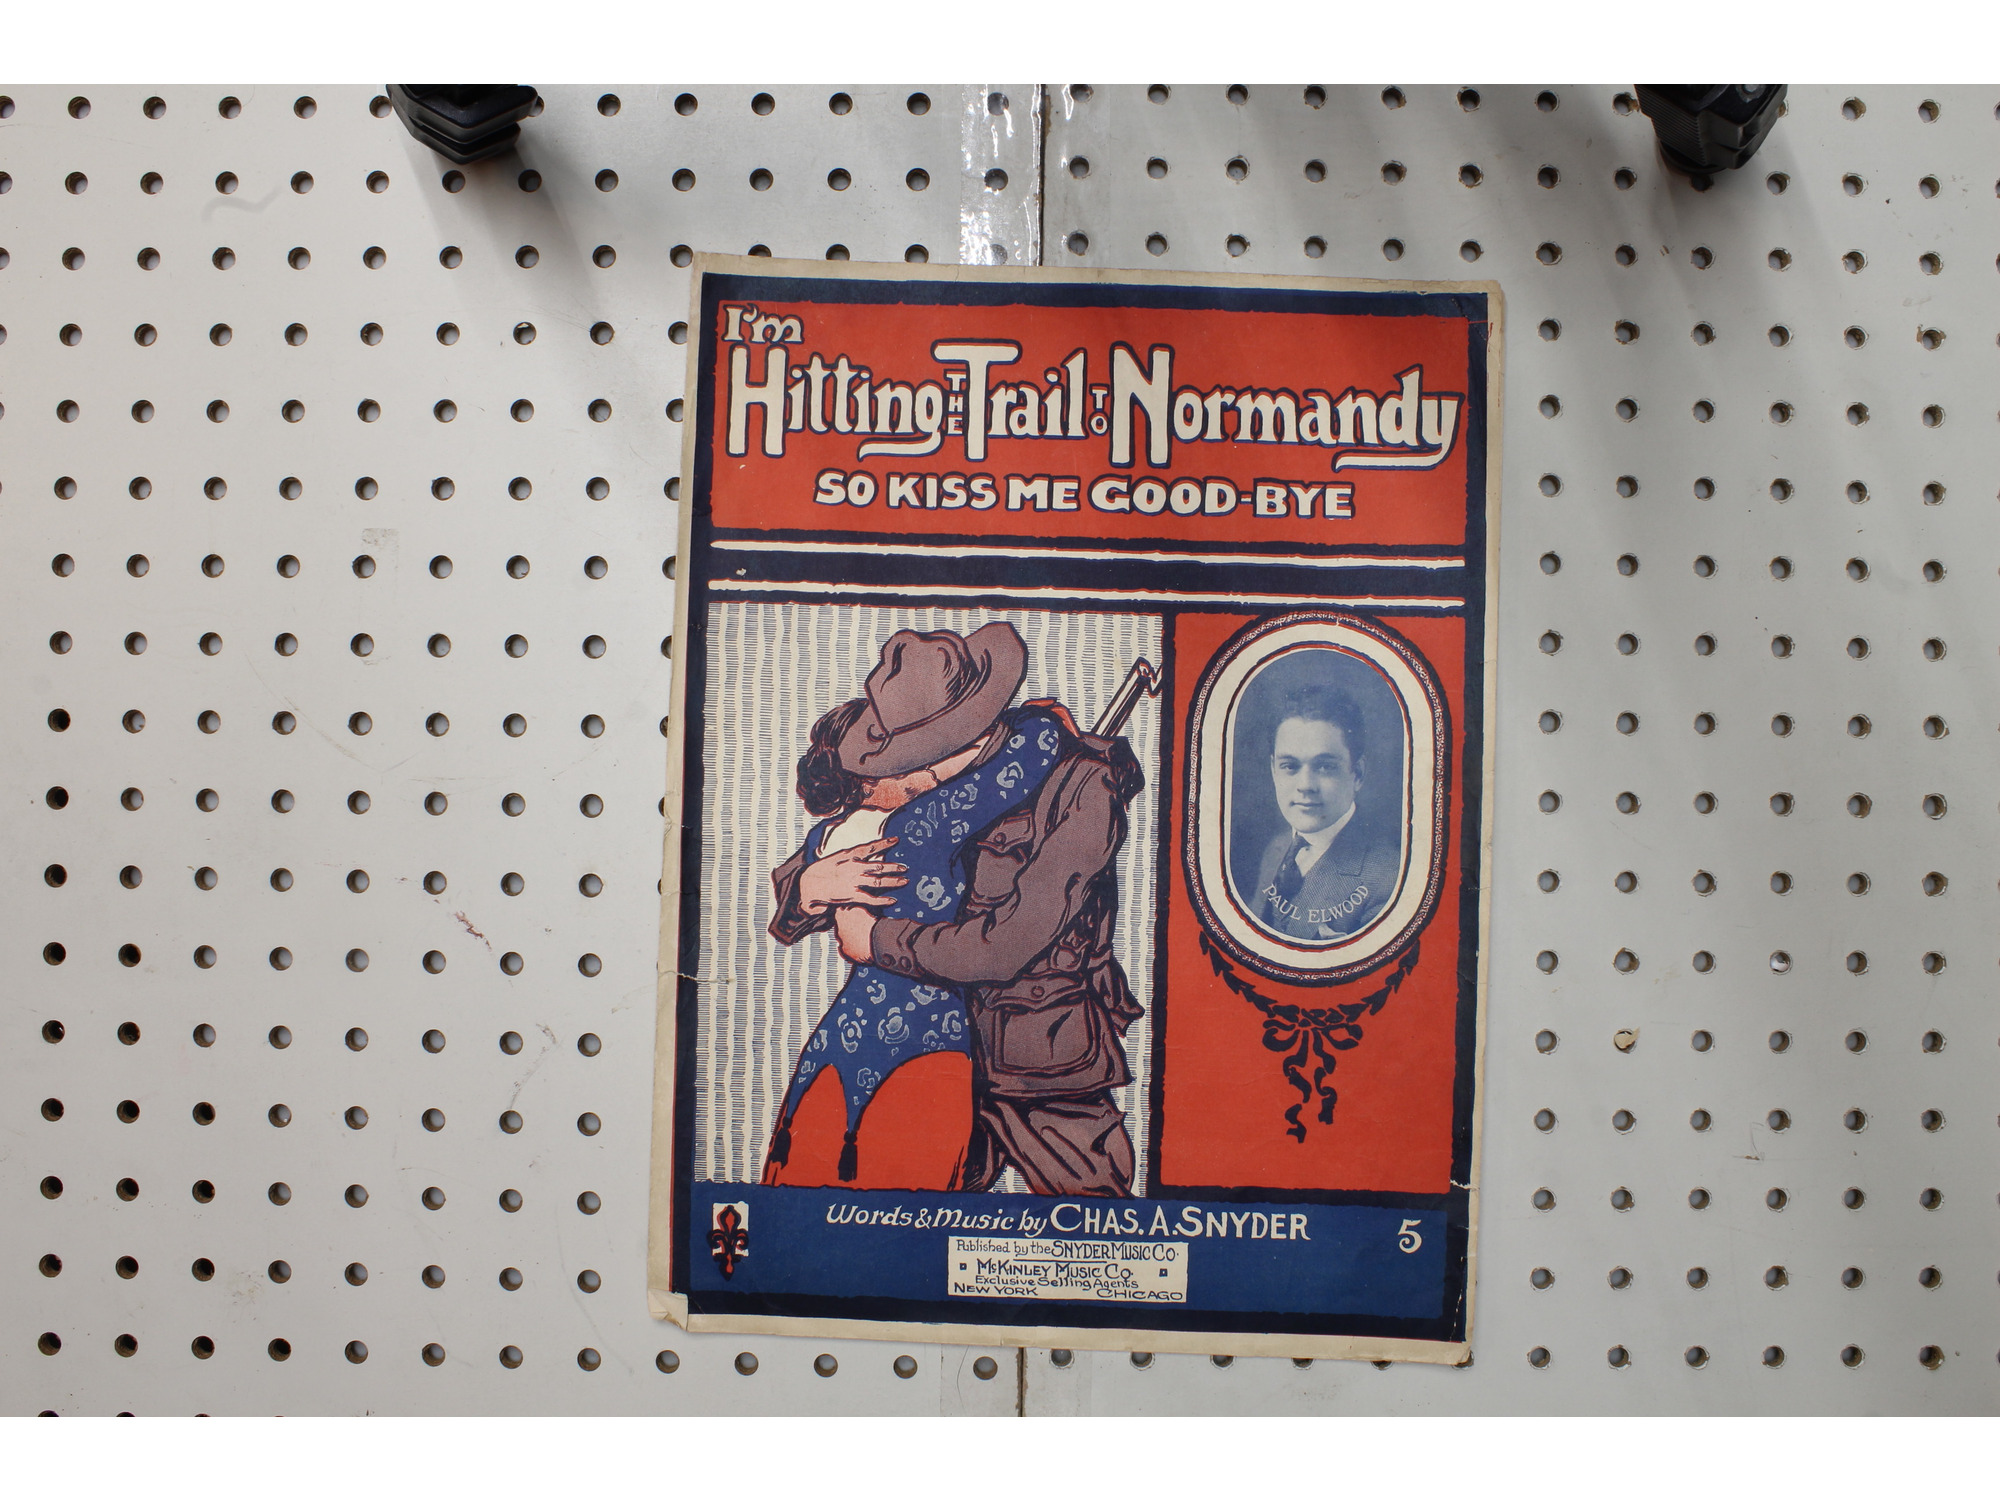 I'm
Hitting THE Trail TO Normandy
SO KISS ME GOOD-BYE
PAUL ELWOOD
Words & Music by CHAS. A. SNYDER
5
Published by the SNYDER MUSIC CO.
McKINLEY MUSIC CO.
Exclusive Selling Agents
NEW YORK CHICAGO